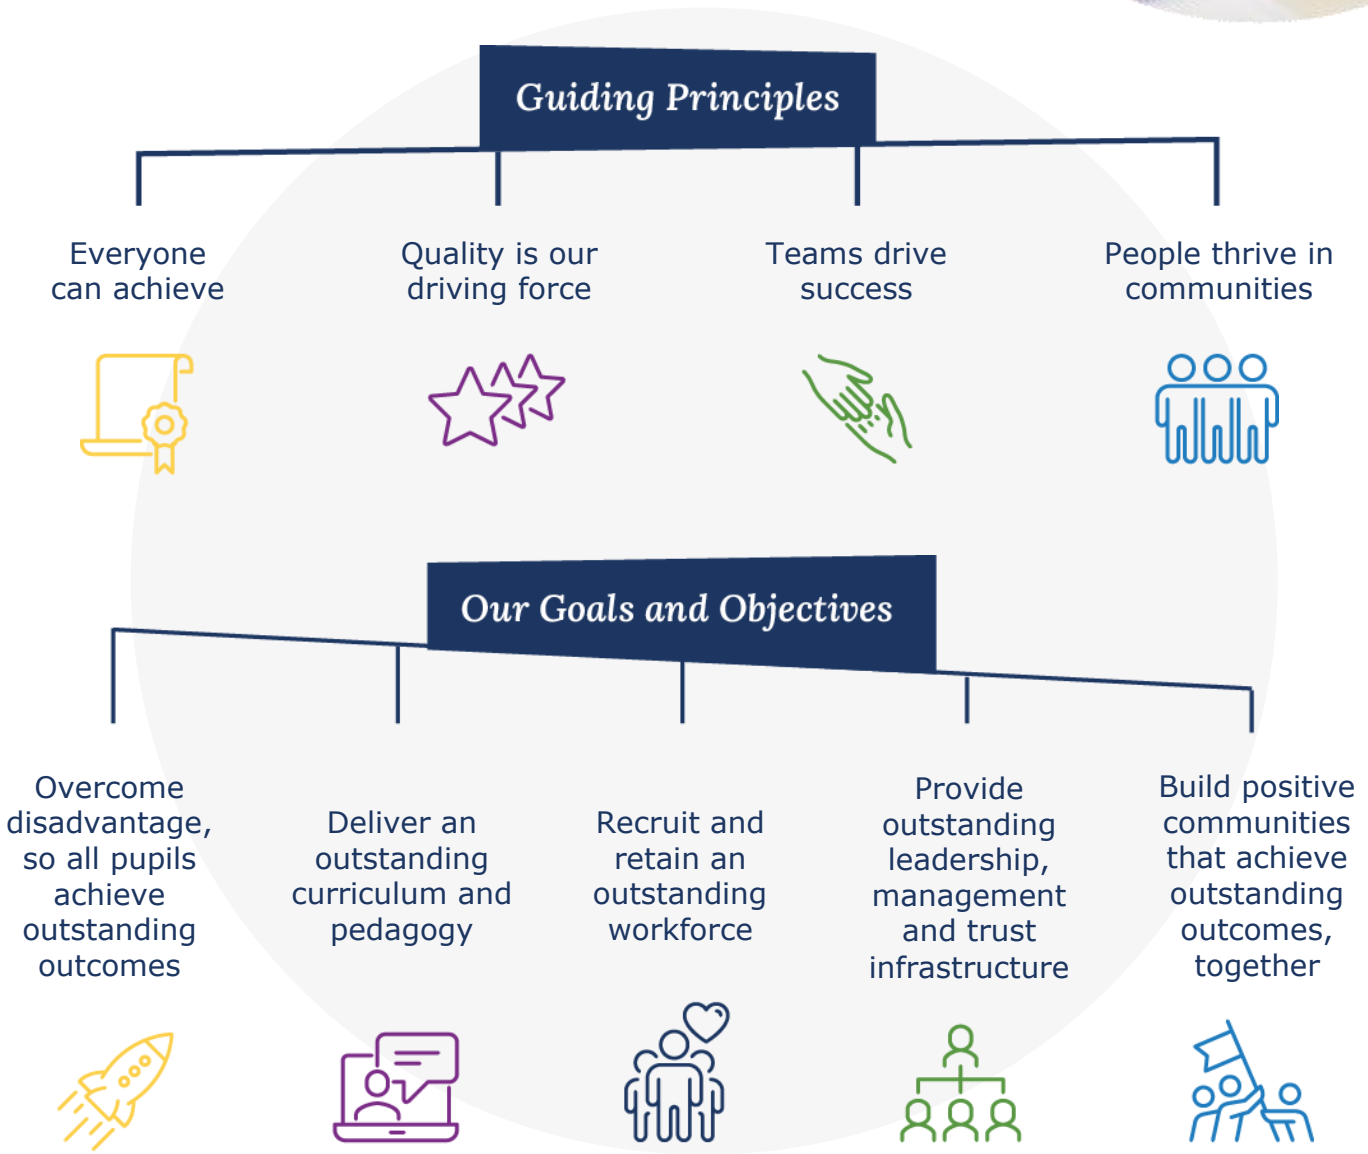 Guiding Principles
Everyone
can achieve
Quality is our
driving force
Teams drive
success
People thrive in
communities
Our Goals and Objectives
Overcome
disadvantage,
so all pupils
achieve
outstanding
outcomes
Deliver an
outstanding
curriculum and
pedagogy
Recruit and
retain an
outstanding
workforce
Provide
outstanding
leadership,
management
and trust
infrastructure
Build positive
communities
that achieve
outstanding
outcomes,
together